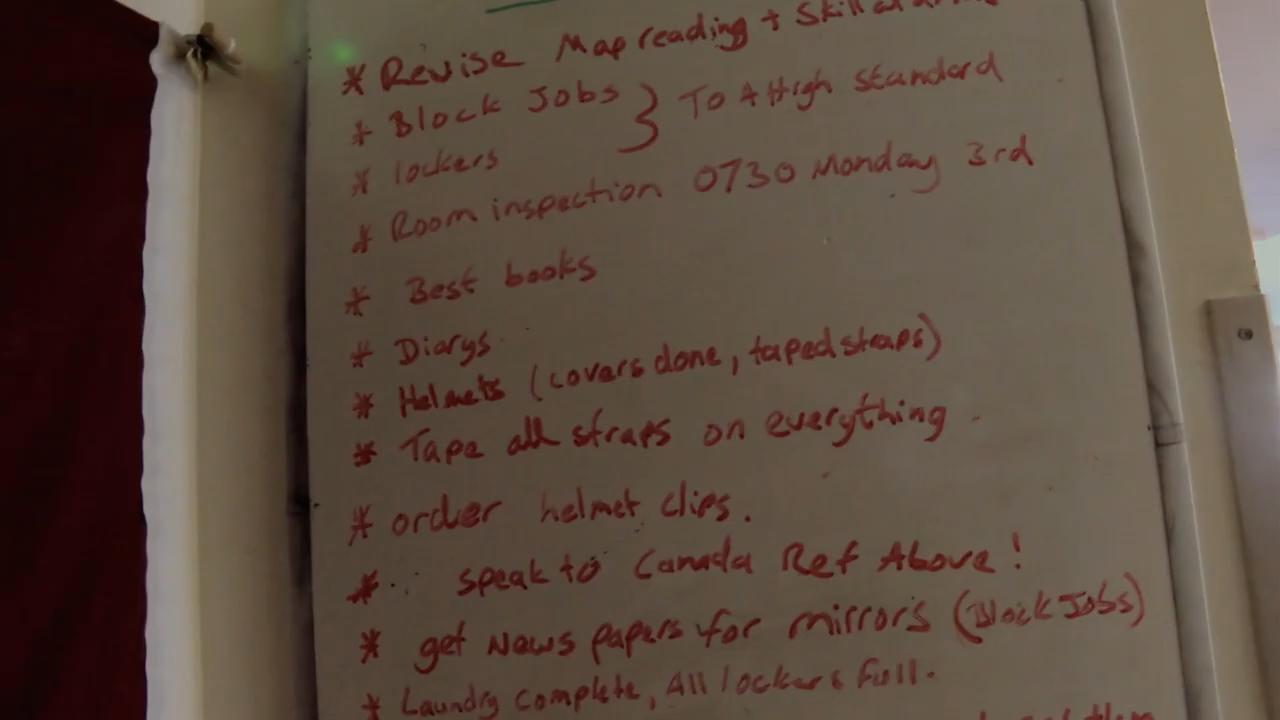 * Revise Map reading + Skill at
* Block Jobs } To A High Standard
* lockers
* Room inspection 0730 Monday 3rd
* Best books
* Diarys
* Helmets (covers done, taped straps)
* Tape all straps on everything.
* order helmet clips.
* speak to Canada Ref Above!
* get News papers for mirrors (Block Jobs)
* Laundry complete, All lockers full.